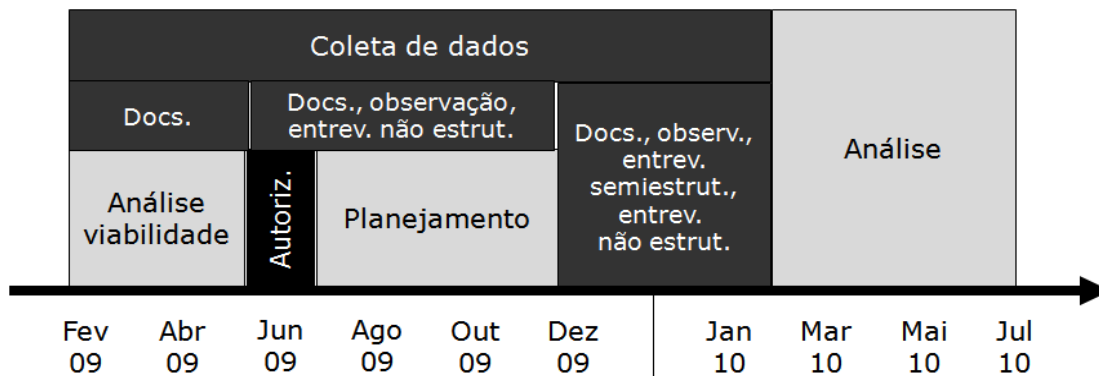 Coleta de dados
Docs.
Docs., observação,
entrev. não estrut.
Docs., observ.,
entrev.
semiestrut.,
entrev.
não estrut.
Análise
Análise
viabilidade
Autoriz.
Planejamento
Fev
09
Abr
09
Jun
09
Ago
09
Out
09
Dez
09
Jan
10
Mar
10
Mai
10
Jul
10